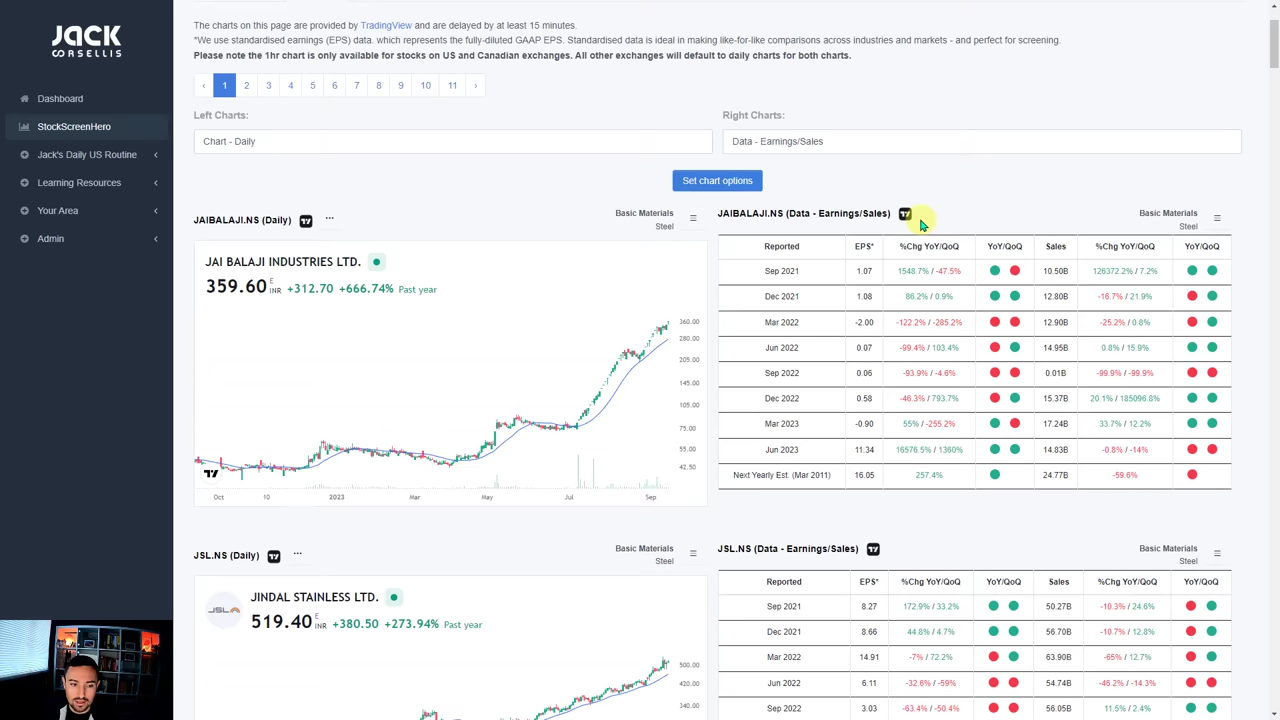 JACK
CORSELLIS
Dashboard
StockScreenHero
Jack's Daily US Routine
Learning Resources
Your Area
Admin
The charts on this page are provided by TradingView and are delayed by at least 15 minutes.
*We use standardised earnings (EPS) data. which represents the fully-diluted GAAP EPS. Standardised data is ideal in making like-for-like companies across industries and markets - and perfect for screening.
Please note the 1hr chart is only available for stocks on US and Canadian exchanges. All other exchanges will default to daily charts for both charts.
‹ 1 2 3 4 5 6 7 8 9 10 11 ›
Left Charts: Right Charts:
Chart - Daily Data - Earnings/Sales
Set chart options
JAIBALAJI.NS (Daily) ... Basic Materials
Steel
JAI BALAJI INDUSTRIES LTD.
359.60 E INR +312.70 +666.74% Past year
360.00
280.00
205.00
145.00
105.00
75.00
55.00
42.50
Oct 10 2023 Mar May Jul Sep
JAIBALAJI.NS (Data - Earnings/Sales) Basic Materials
Steel
Reported EPS* %Chg YoY/QoQ YoY/QoQ Sales %Chg YoY/QoQ YoY/QoQ
Sep 2021 1.07 1548.7% / -47.5% 10.50B 126372.2% / 7.2%
Dec 2021 1.08 86.2% / 0.9% 12.80B -16.7% / 21.9%
Mar 2022 -2.00 -122.2% / -285.2% 12.90B -25.2% / 0.8%
Jun 2022 0.07 -99.4% / 103.4% 14.95B 0.8% / 15.9%
Sep 2022 0.06 -93.9% / -4.6% 0.01B -99.9% / -99.9%
Dec 2022 0.58 -46.3% / 793.7% 15.37B 20.1% / 185096.8%
Mar 2023 -0.90 55% / -255.2% 17.24B 33.7% / 12.2%
Jun 2023 11.34 16576.5% / 1360% 14.83B -0.8% / -14%
Next Yearly Est. (Mar 2011) 16.05 257.4% 24.77B -59.6%
JSL.NS (Daily) ... Basic Materials
Steel
JSL
JINDAL STAINLESS LTD.
519.40 E INR +380.50 +273.94% Past year
500.00
420.00
340.00
JSL.NS (Data - Earnings/Sales) Basic Materials
Steel
Reported EPS* %Chg YoY/QoQ YoY/QoQ Sales %Chg YoY/QoQ YoY/QoQ
Sep 2021 8.27 172.9% / 33.2% 50.27B -10.3% / 24.6%
Dec 2021 8.66 44.8% / 4.7% 56.70B -10.7% / 12.8%
Mar 2022 14.91 -7% / 72.2% 63.90B -65% / 12.7%
Jun 2022 6.11 -32.6% / -59% 54.74B -46.2% / -14.3%
Sep 2022 3.03 -63.4% / -50.4% 56.05B 11.5% / 2.4%